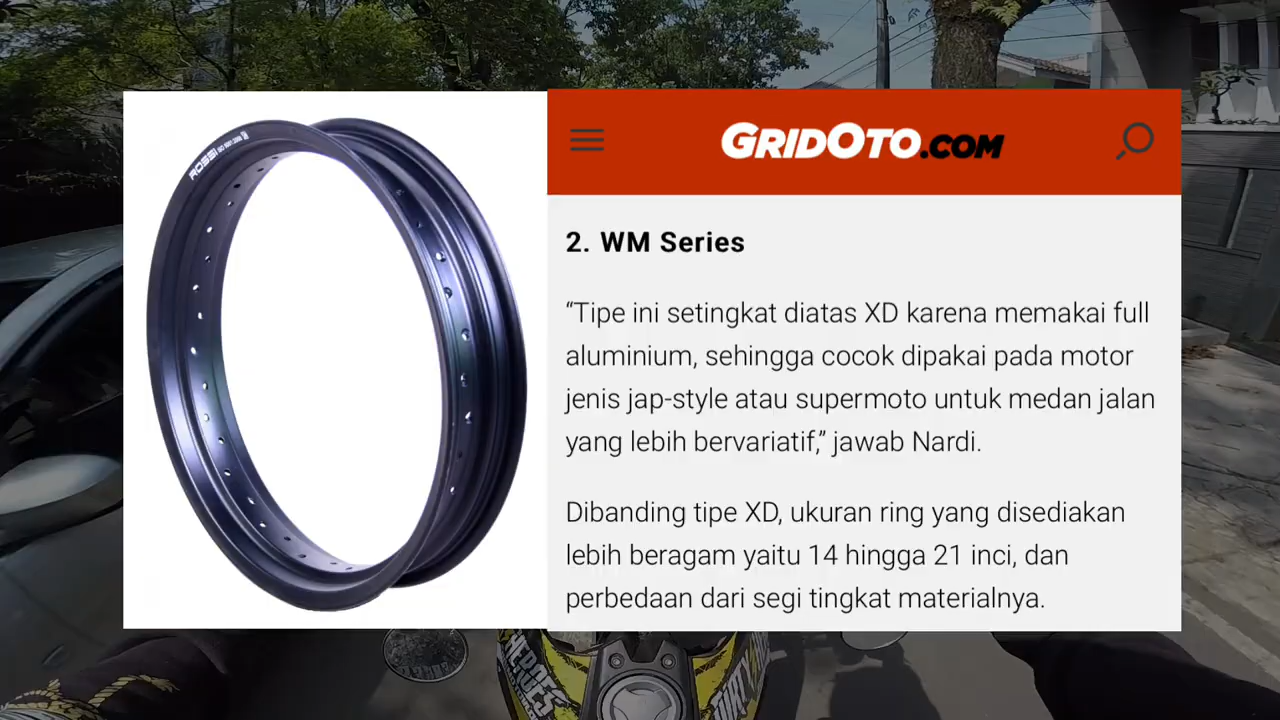 ROSSI
GRIDOTO.COM
2. WM Series
“Tipe ini setingkat diatas XD karena memakai full
aluminium, sehingga cocok dipakai pada motor
jenis jap-style atau supermoto untuk medan jalan
yang lebih bervariatif,” jawab Nardi.
Dibanding tipe XD, ukuran ring yang disediakan
lebih beragam yaitu 14 hingga 21 inci, dan
perbedaan dari segi tingkat materialnya.